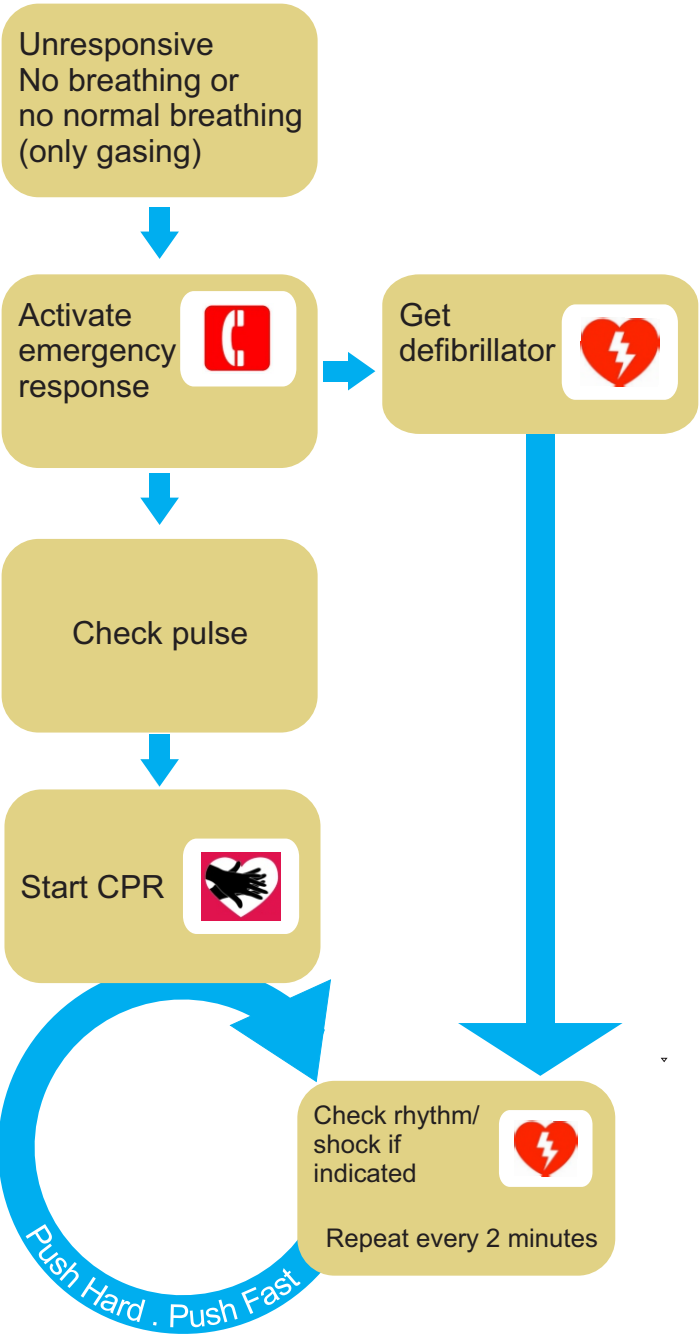 Unresponsive
No breathing or
no normal breathing
(only gasing)
Activate
emergency
response
Get
defibrillator
Check pulse
Start CPR
Check rhythm/
shock if
indicated
Repeat every 2 minutes
Push Hard . Push Fast